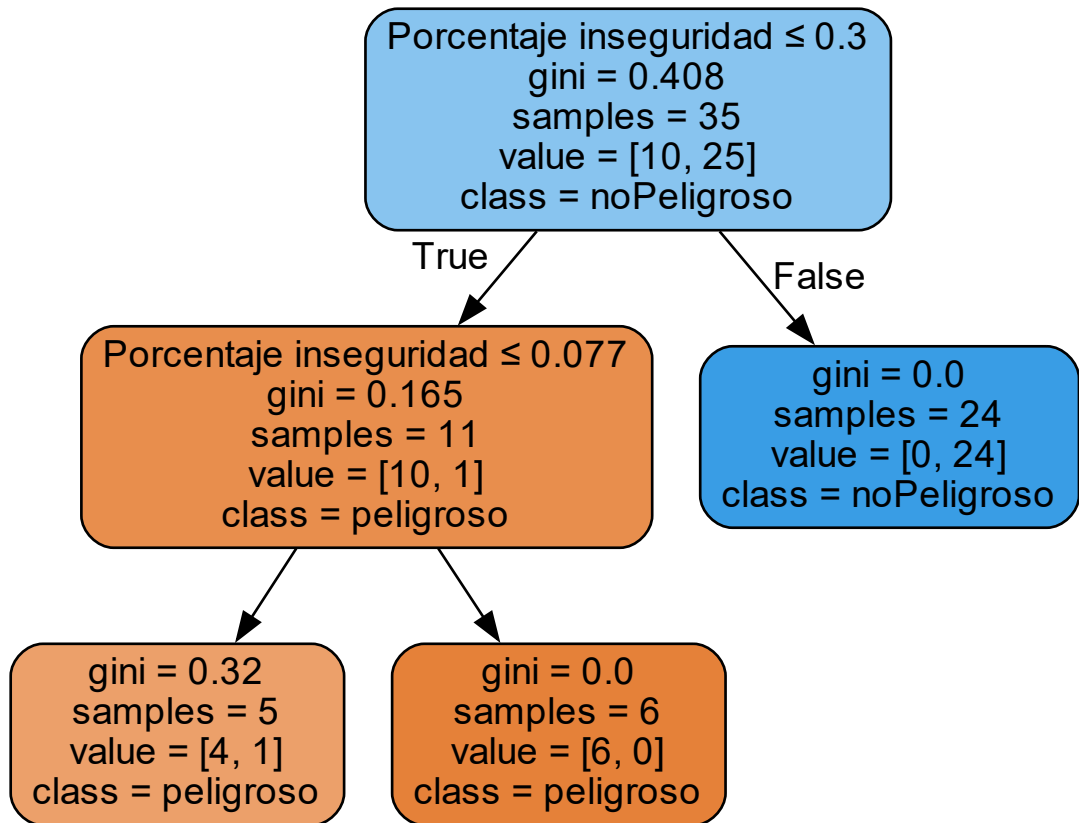 Porcentaje inseguridad ≤ 0.3
gini = 0.408
samples = 35
value = [10, 25]
class = noPeligroso
True
False
Porcentaje inseguridad ≤ 0.077
gini = 0.165
samples = 11
value = [10, 1]
class = peligroso
gini = 0.0
samples = 24
value = [0, 24]
class = noPeligroso
gini = 0.32
samples = 5
value = [4, 1]
class = peligroso
gini = 0.0
samples = 6
value = [6, 0]
class = peligroso